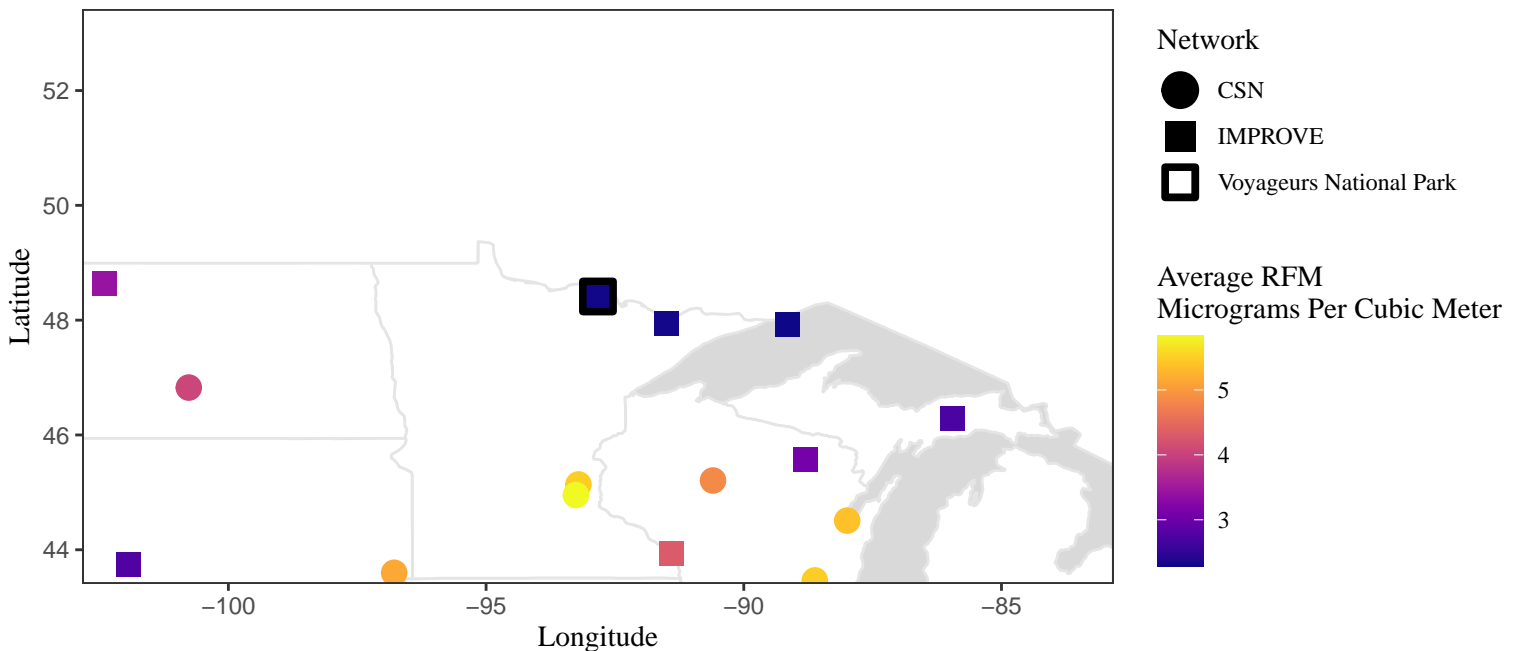 52
50
48
46
44
Latitude
−100
−95
−90
−85
Longitude
Network
CSN
IMPROVE
Voyageurs National Park
Average RFM
Micrograms Per Cubic Meter
5
4
3